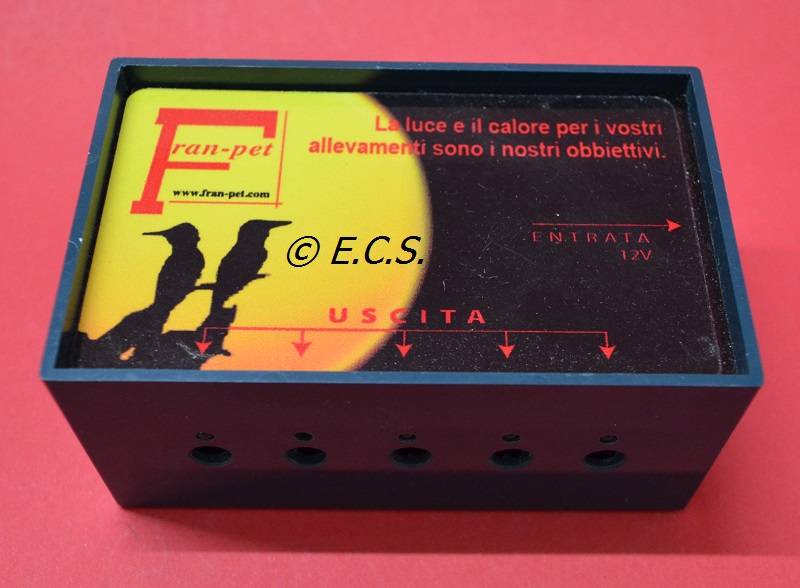 Fran-pet
www.fran-pet.com
La luce e il calore per i vostri
allevamenti sono i nostri obbiettivi.
© E.C.S.
ENTRATA
12V
USCITA